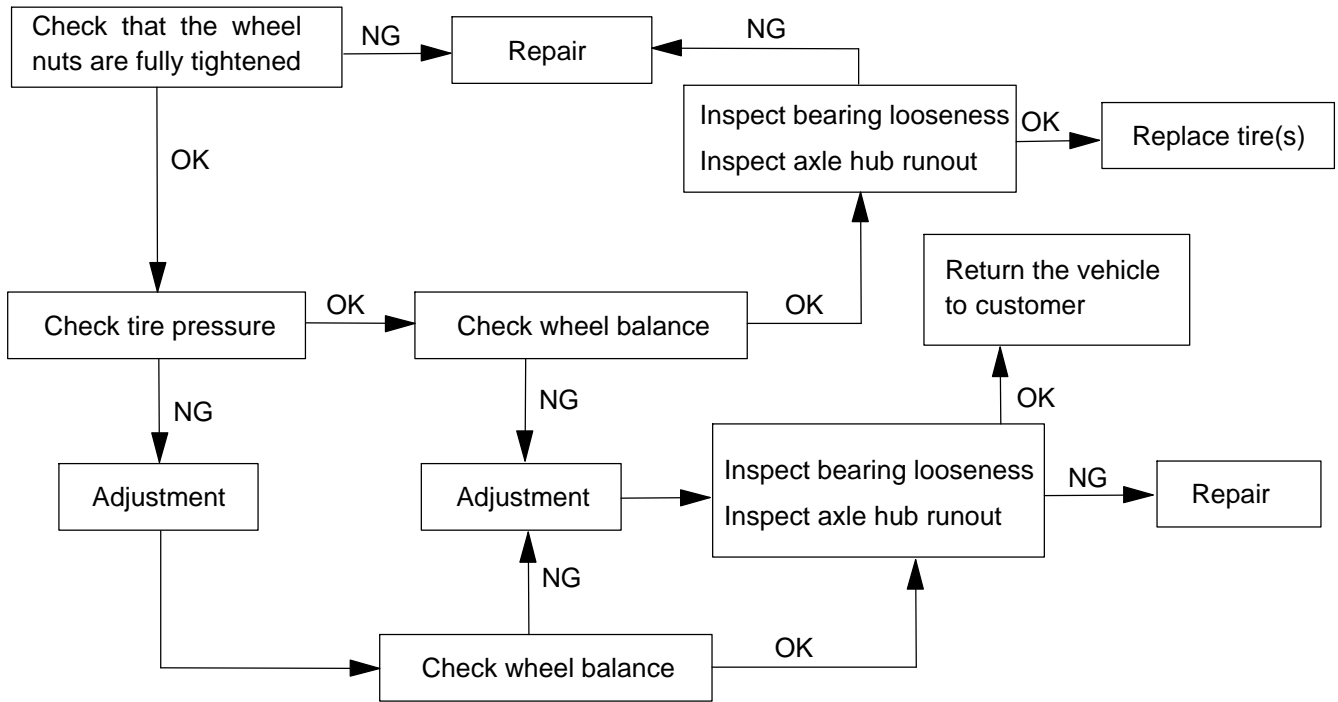 Check that the wheel
nuts are fully tightened
NG
Repair
NG
Inspect bearing looseness
Inspect axle hub runout
OK
Replace tire(s)
OK
Return the vehicle
to customer
Check tire pressure
OK
Check wheel balance
OK
NG
NG
OK
Adjustment
Adjustment
Inspect bearing looseness
Inspect axle hub runout
NG
Repair
NG
Check wheel balance
OK